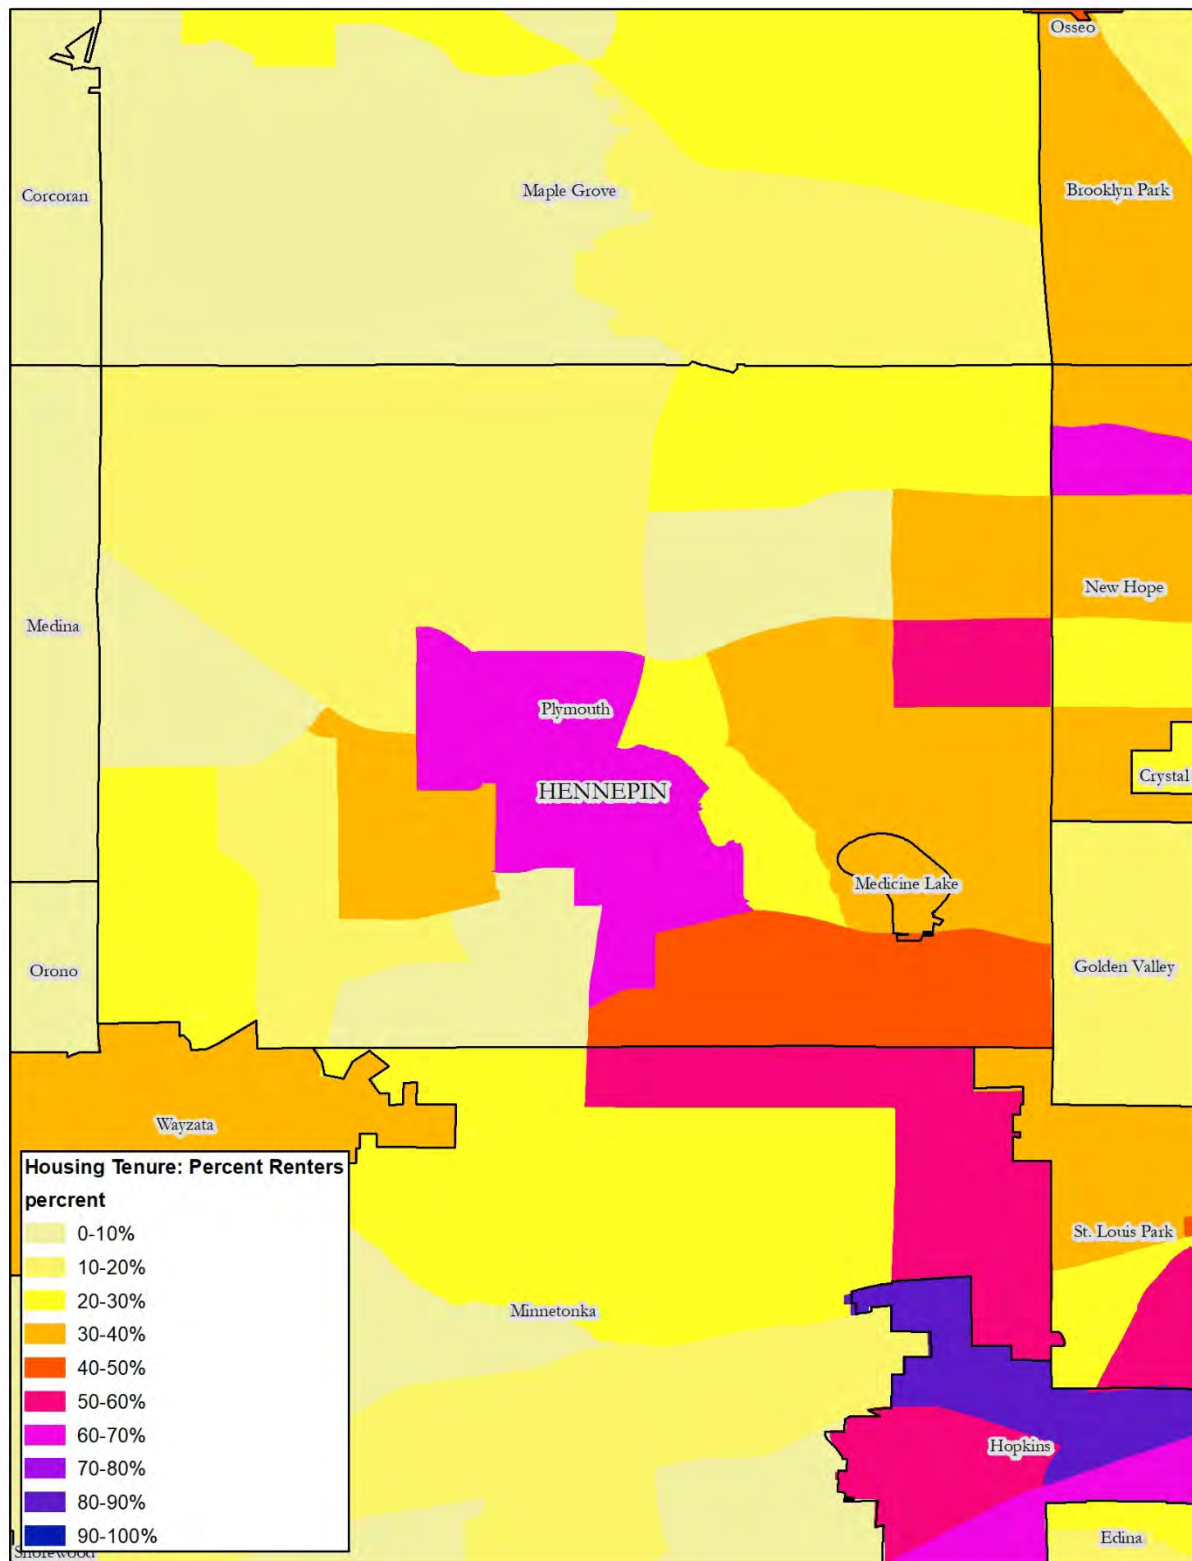 Osseo
Corcoran
Maple Grove
Brooklyn Park
New Hope
Medina
Plymouth
HENNEPIN
Crystal
Medicine Lake
Orono
Golden Valley
Wayzata
Housing Tenure: Percent Renters
percrent
0-10%
10-20%
20-30%
30-40%
40-50%
50-60%
60-70%
70-80%
80-90%
90-100%
St. Louis Park
Minnetonka
Hopkins
Edina
Shorewood